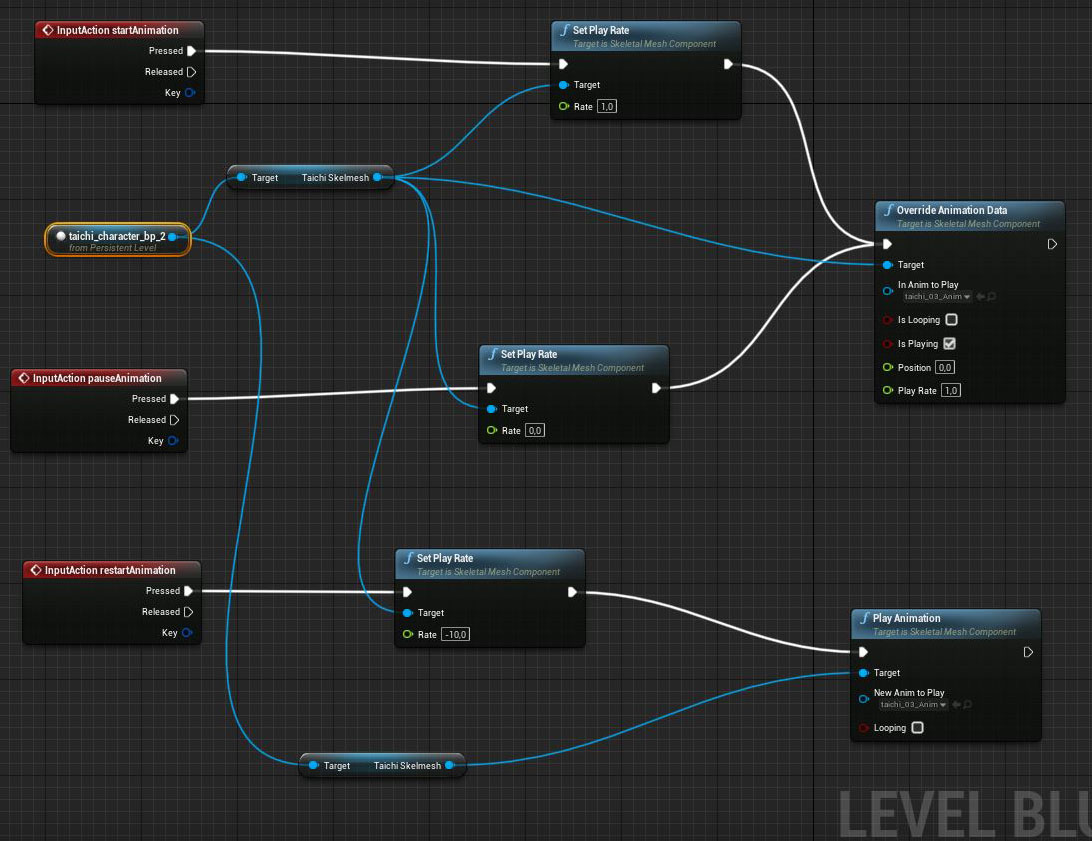 InputAction startAnimation
Pressed
Released
Key
Set Play Rate
Target is Skeletal Mesh Component
Target
Rate 1,0
Target Taichi Skelmesh
taichi_character_bp_2
from Persistent Level
Override Animation Data
Target is Skeletal Mesh Component
Target
In Anim to Play
taichi_03_Anim
Is Looping
Is Playing
Position 0,0
Play Rate 1,0
InputAction pauseAnimation
Pressed
Released
Key
Set Play Rate
Target is Skeletal Mesh Component
Target
Rate 0,0
InputAction restartAnimation
Pressed
Released
Key
Set Play Rate
Target is Skeletal Mesh Component
Target
Rate -10,0
Play Animation
Target is Skeletal Mesh Component
Target
New Anim to Play
taichi_03_Anim
Looping
Target Taichi Skelmesh
LEVEL BLU